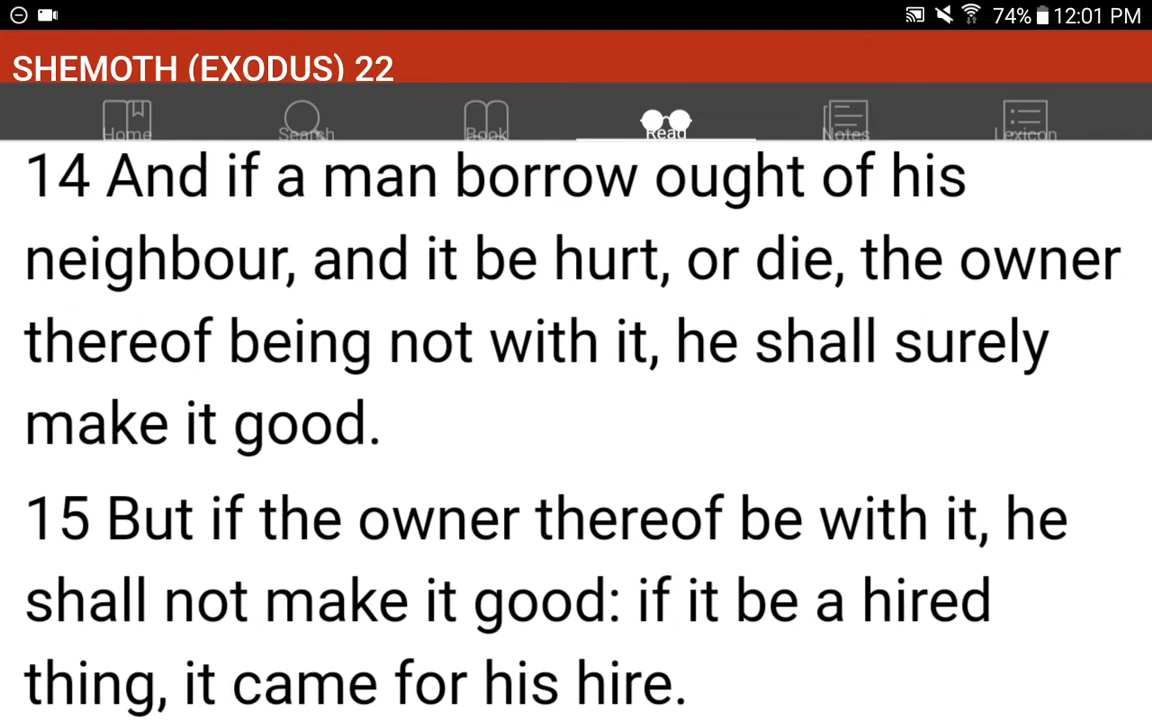 74% 12:01 PM
SHEMOTH (EXODUS) 22
Home Search Book Read Notes Lexicon
14 And if a man borrow ought of his
neighbour, and it be hurt, or die, the owner
thereof being not with it, he shall surely
make it good.
15 But if the owner thereof be with it, he
shall not make it good: if it be a hired
thing, it came for his hire.